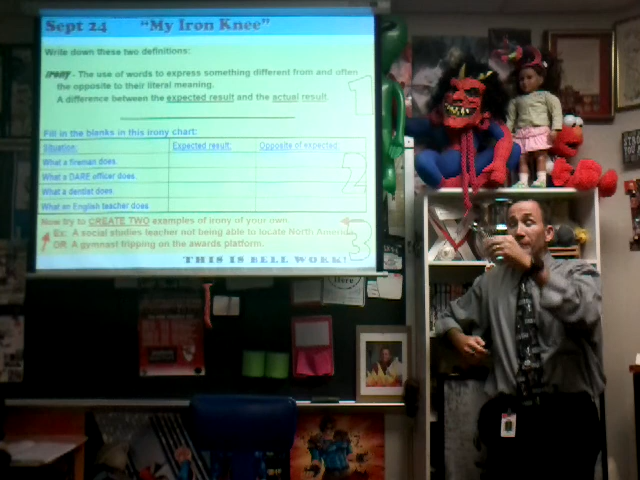 Sept 24 "My Iron Knee"
Write down these two definitions:
irony - The use of words to express something different from and often
the opposite to their literal meaning.
A difference between the expected result and the actual result.
1
Fill in the blanks in this irony chart:
Situation: Expected result: Opposite of expected:
What a fireman does.
What a DARE officer does.
What a dentist does.
What an English teacher does.
2
Now try to CREATE TWO examples of irony of your own.
Ex: A social studies teacher not being able to locate North America
OR A gymnast tripping on the awards platform.
3
THIS IS BELL WORK!
Here